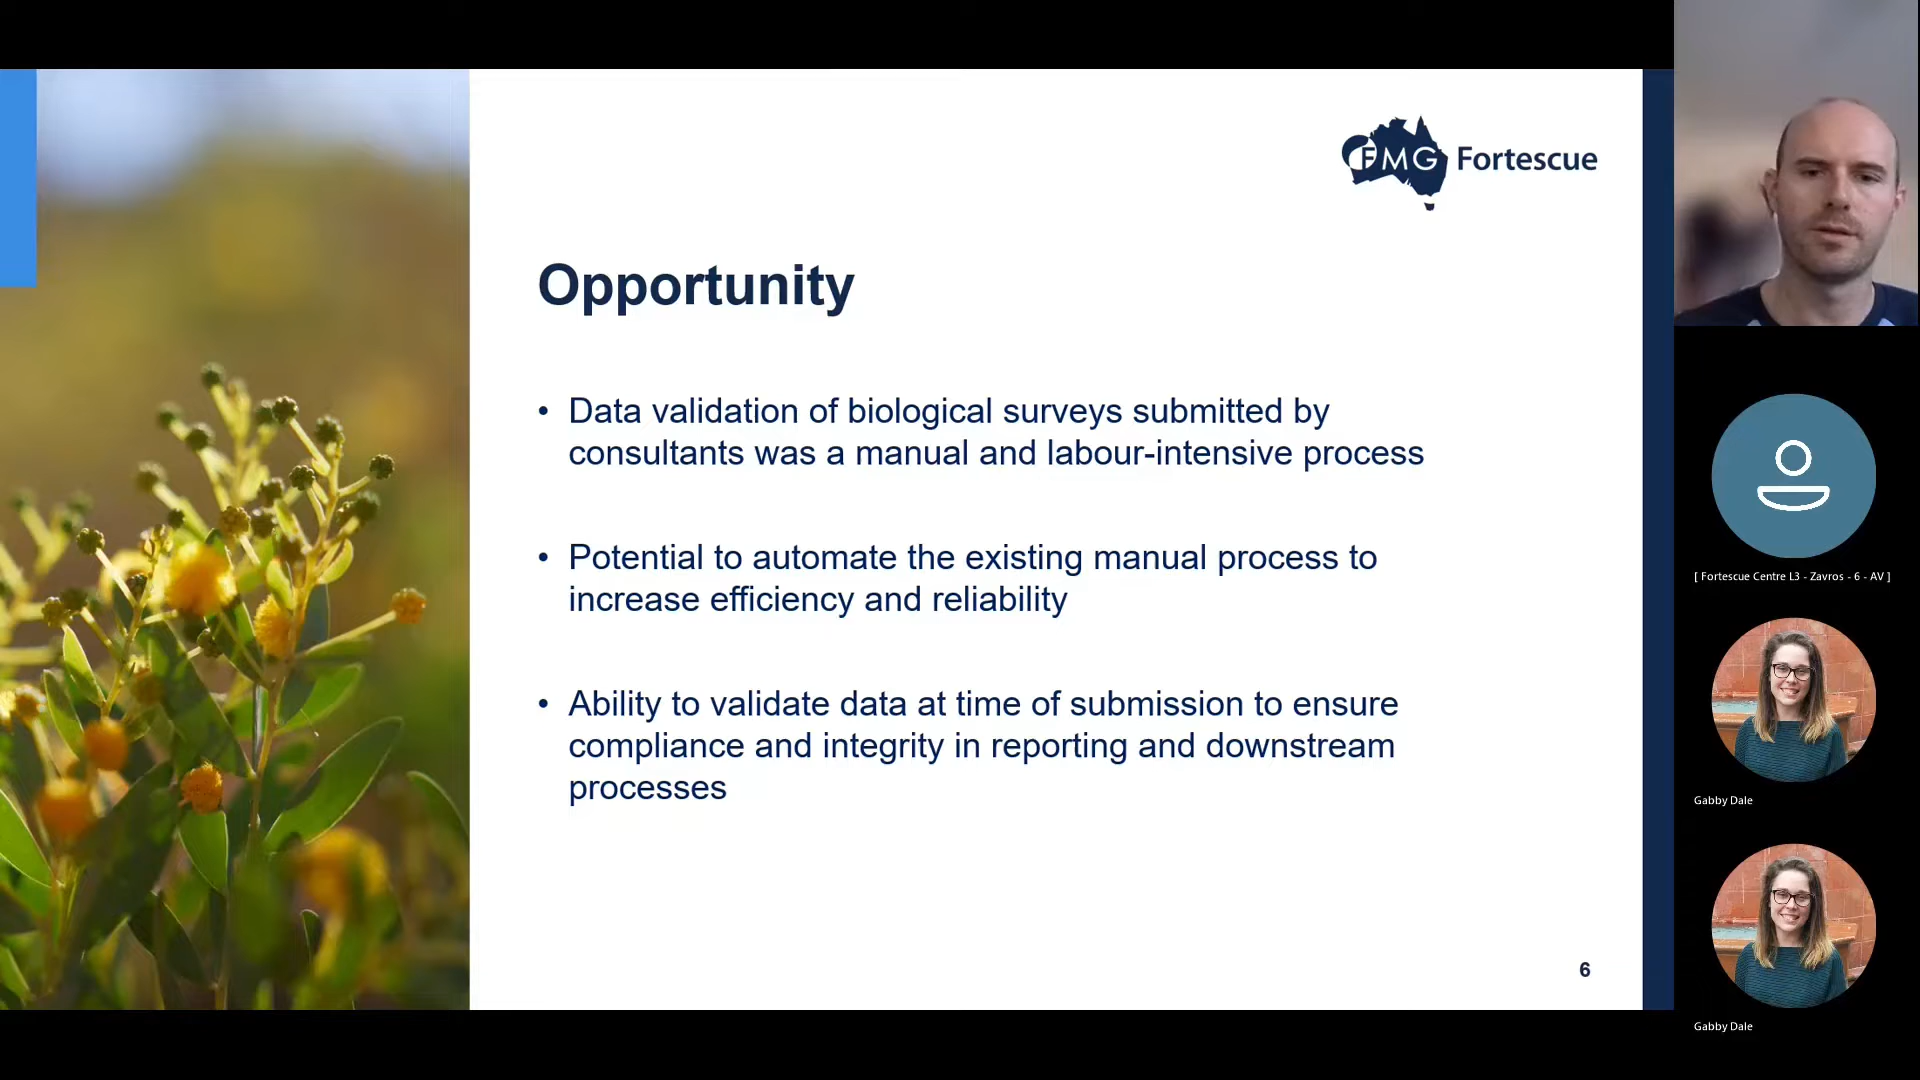 FMG Fortescue
Opportunity
• Data validation of biological surveys submitted by
consultants was a manual and labour-intensive process
• Potential to automate the existing manual process to
increase efficiency and reliability
• Ability to validate data at time of submission to ensure
compliance and integrity in reporting and downstream
processes
6
[ Fortescue Centre L3 - Zavros - 6 - AV ]
Gabby Dale
Gabby Dale